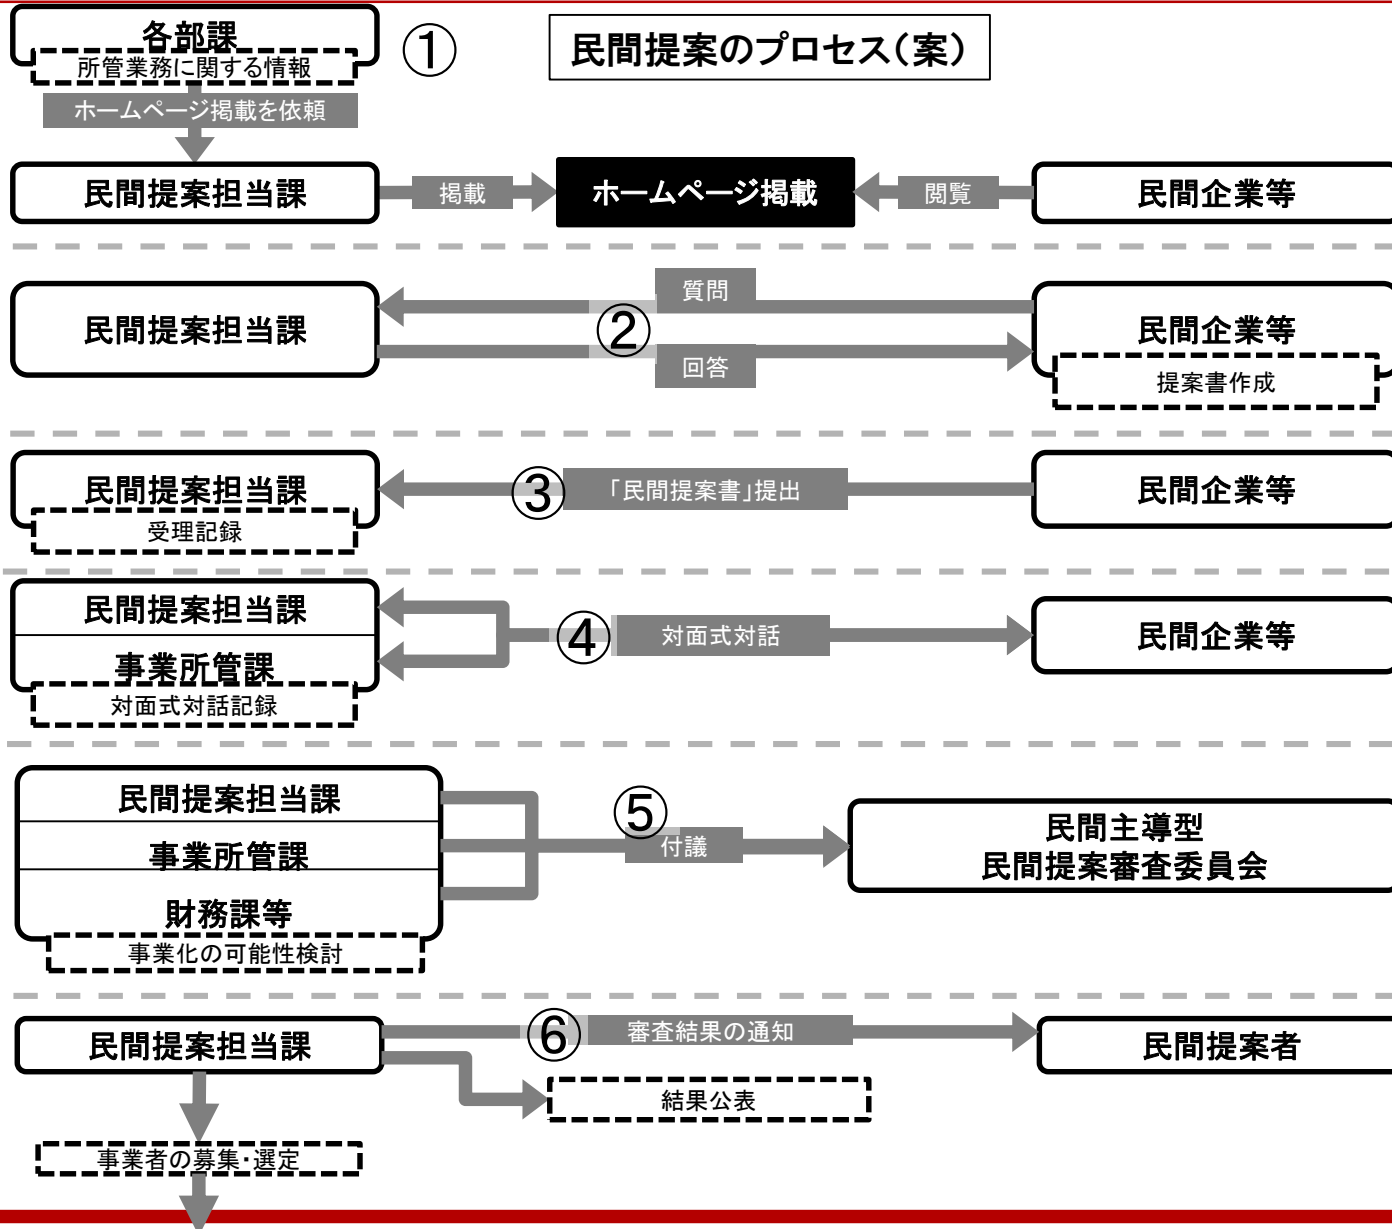 各部課
所管業務に関する情報
①
民間提案のプロセス（案）
ホームページ掲載を依頼
民間提案担当課
掲載
ホームページ掲載
閲覧
民間企業等
民間提案担当課
質問
②
回答
民間企業等
提案書作成
民間提案担当課
受理記録
③
「民間提案書」提出
民間企業等
民間提案担当課
事業所管課
対面式対話記録
④
対面式対話
民間企業等
民間提案担当課
事業所管課
財務課等
事業化の可能性検討
⑤
付議
民間主導型
民間提案審査委員会
民間提案担当課
⑥
審査結果の通知
民間提案者
結果公表
事業者の募集・選定